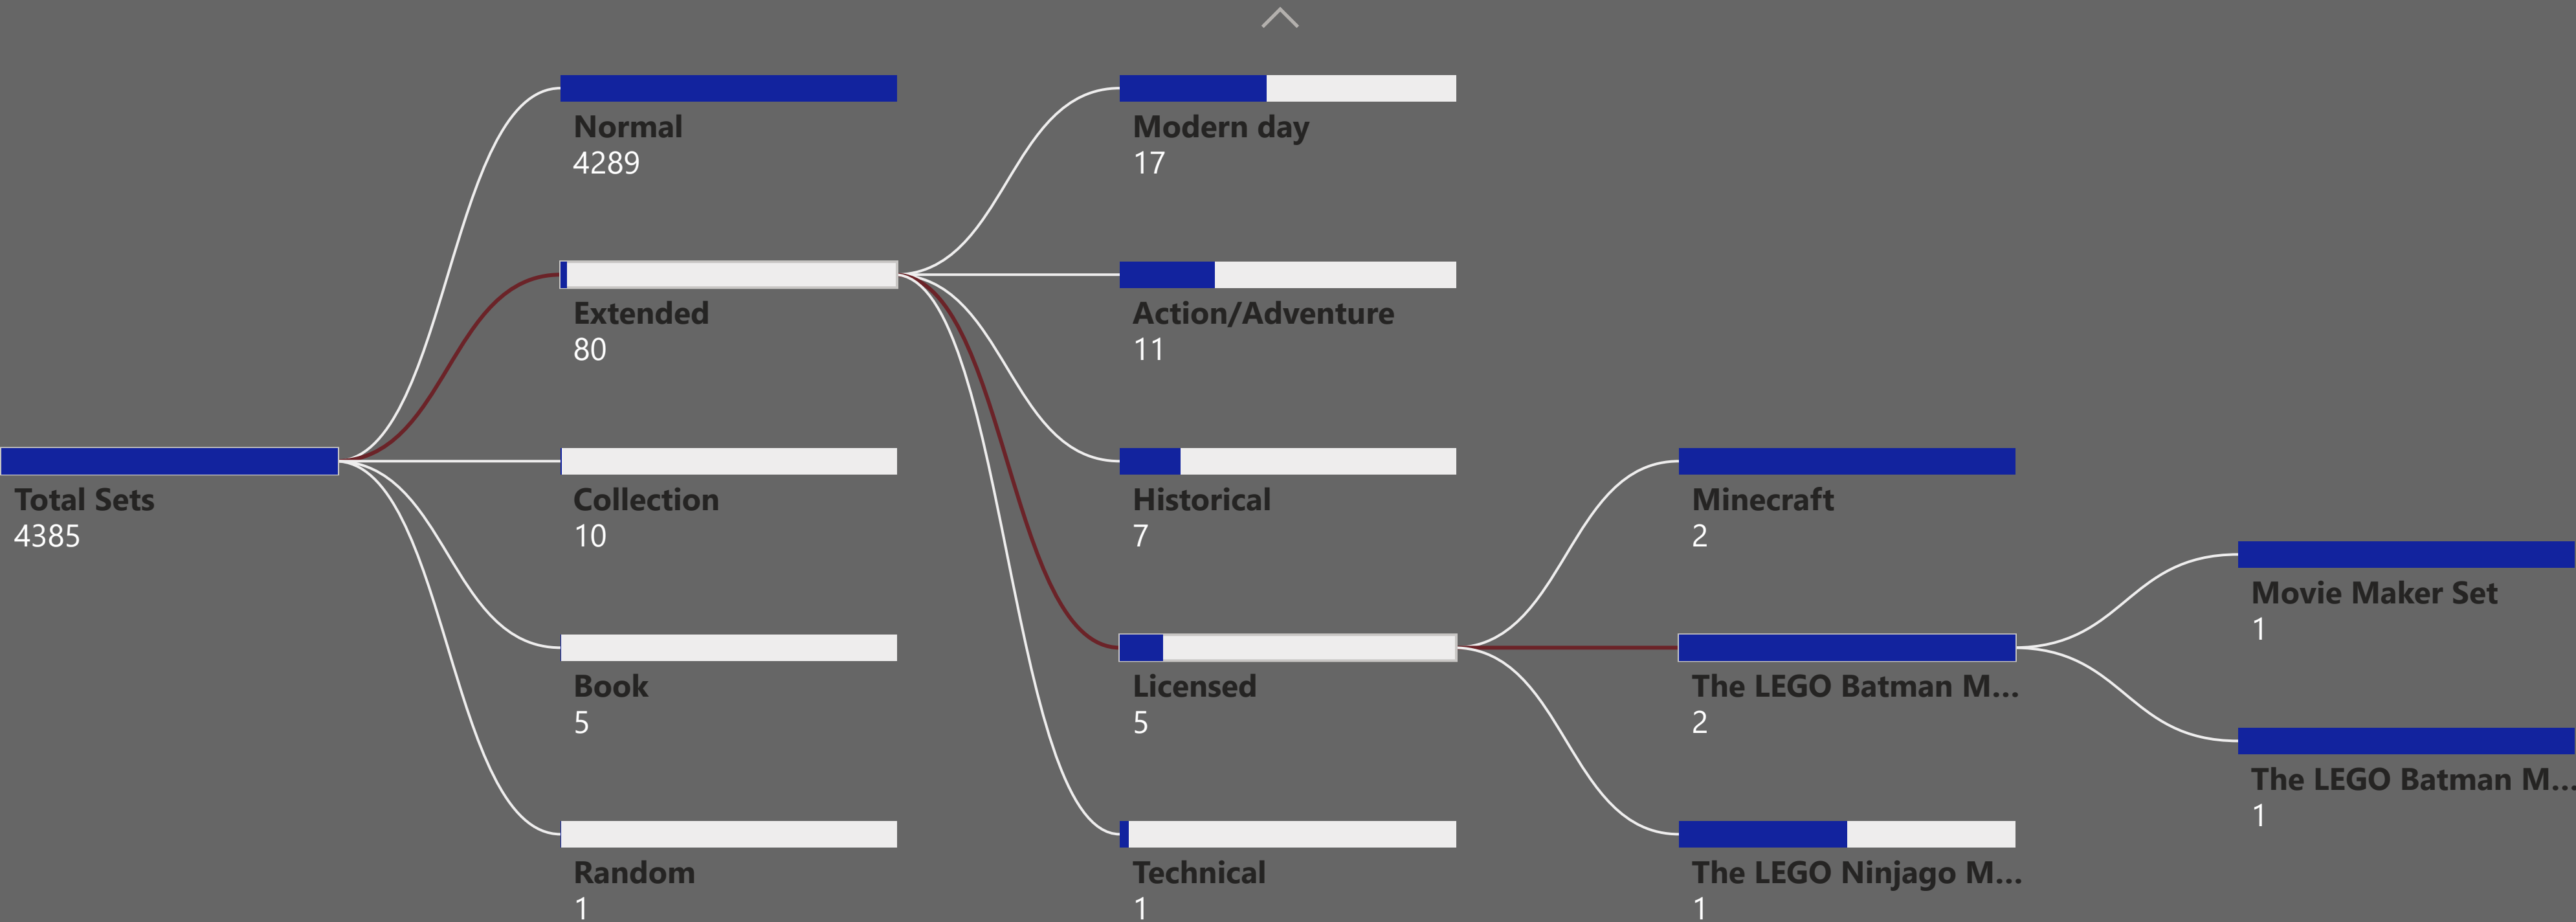 Total Sets
4385
Normal
4289
Extended
80
Collection
10
Book
5
Random
1
Modern day
17
Action/Adventure
11
Historical
7
Licensed
5
Technical
1
Minecraft
2
The LEGO Batman M...
2
The LEGO Ninjago M...
1
Movie Maker Set
1
The LEGO Batman M...
1